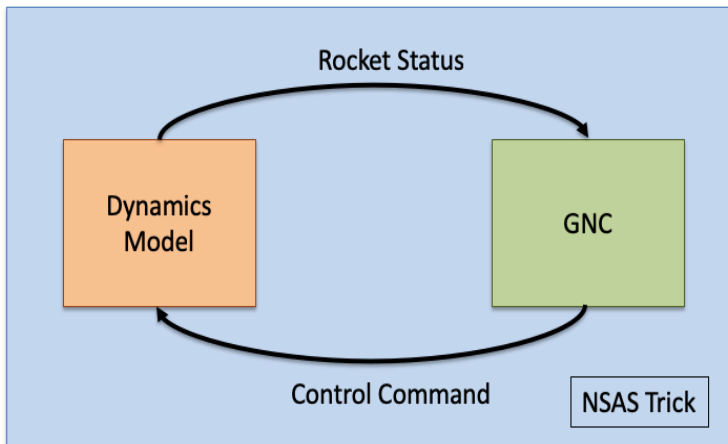 Rocket Status
Dynamics
Model
GNC
Control Command
NSAS Trick